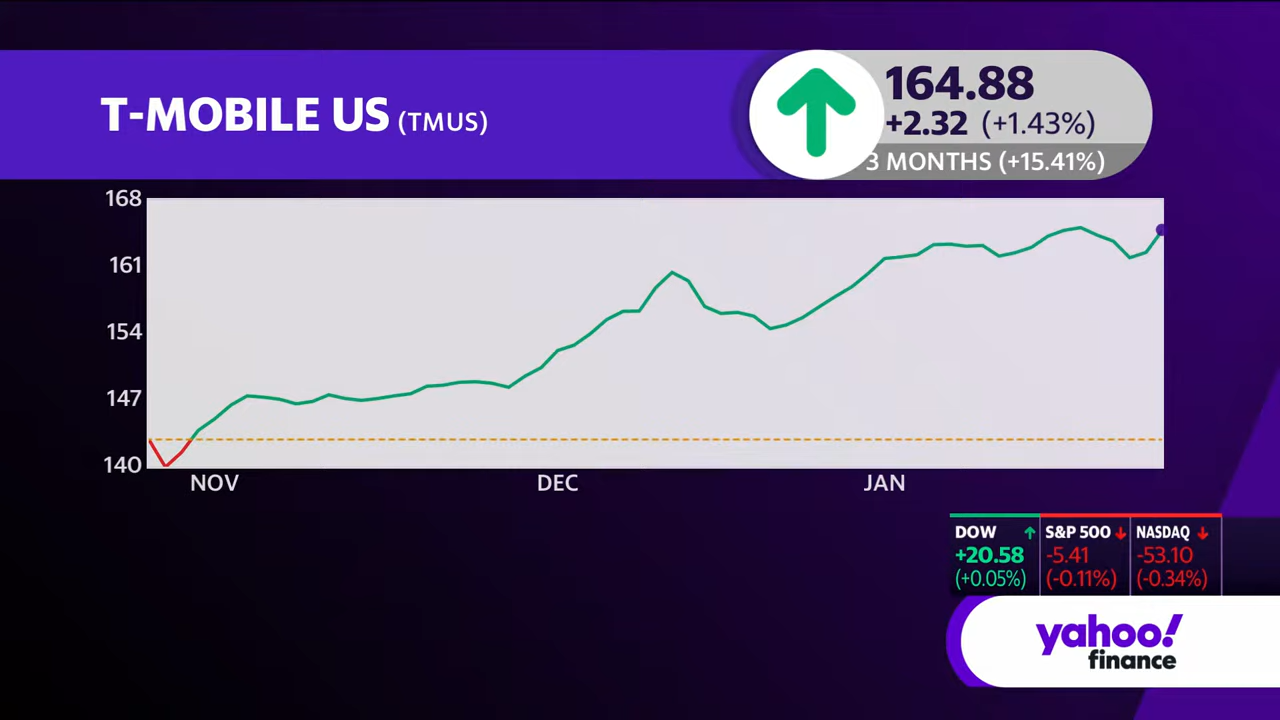 T-MOBILE US (TMUS)
164.88
+2.32 (+1.43%)
3 MONTHS (+15.41%)
168
161
154
147
140
NOV DEC JAN
DOW S&P 500 NASDAQ
+20.58 -5.41 -53.10
(+0.05%) (-0.11%) (-0.34%)
yahoo!
finance